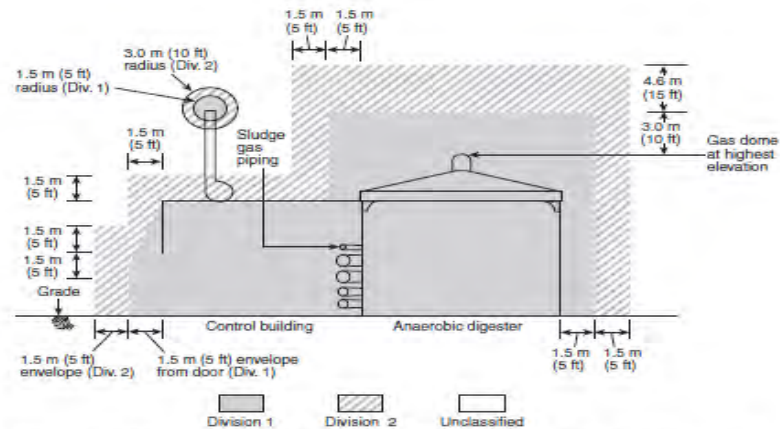 1.5 m
(5 ft)
1.5 m
(5 ft)
3.0 m (10 ft)
radius (Div. 2)
1.5 m (5 ft)
radius (Div. 1)
4.6 m
(15 ft)
3.0 m
(10 ft)
Gas dome
at highest
elevation
1.5 m
(5 ft)
Sludge
gas
piping
1.5 m
(5 ft)
1.5 m
(5 ft)
1.5 m
(5 ft)
Grade
Control building
Anaerobic digester
1.5 m (5 ft)
envelope (Div. 2)
1.5 m (5 ft) envelope
from door (Div. 1)
1.5 m
(5 ft)
1.5 m
(5 ft)
Division 1
Division 2
Unclassified